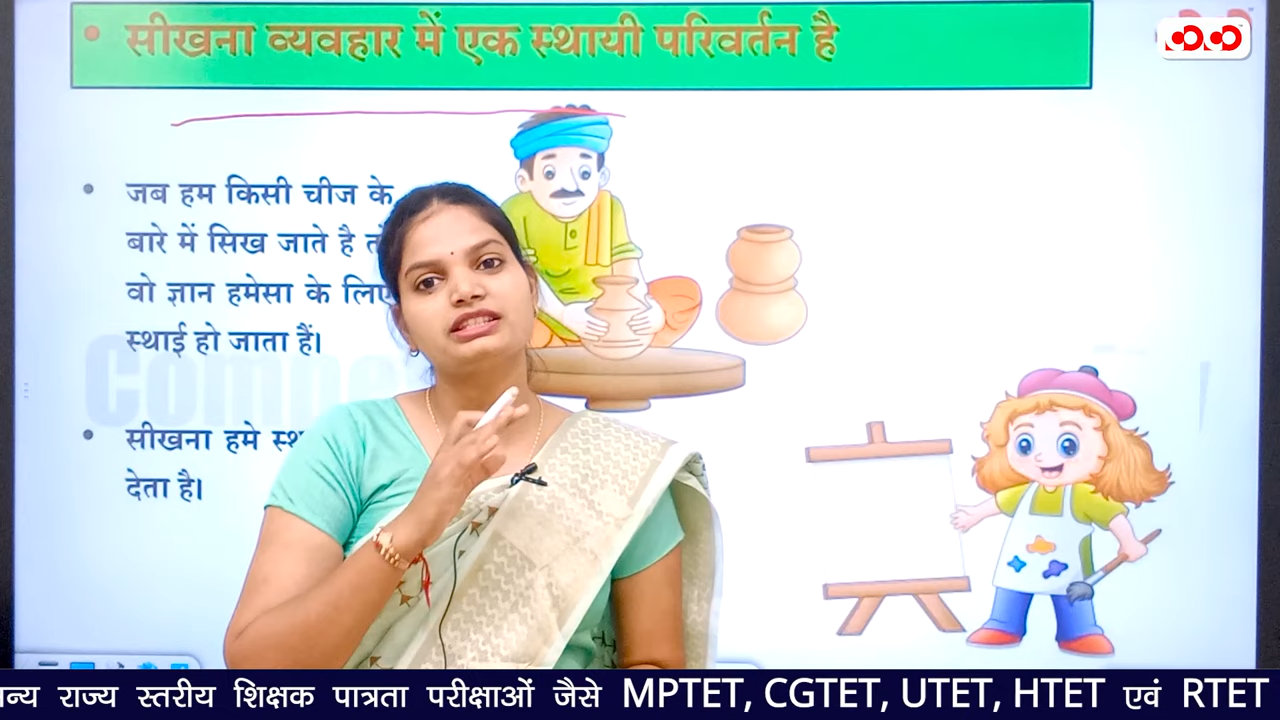 • सीखना व्यवहार में एक स्थायी परिवर्तन है
• जब हम किसी चीज के
बारे में सिख जाते है
वो ज्ञान हमेसा के लिए
स्थाई हो जाता हैं।
• सीखना हमे
देता है।
राज्य स्तरीय शिक्षक पात्रता परीक्षाओं जैसे MPTET, CGTET, UTET, HTET एवं RTET